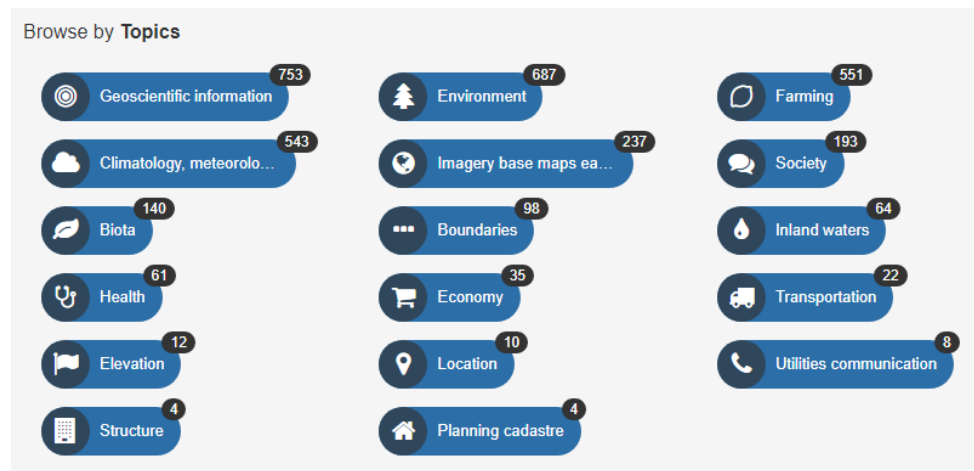 Browse by Topics
753
Geoscientific information
687
Environment
551
Farming
543
Climatology, meteorolo...
237
Imagery base maps ea...
193
Society
140
Biota
98
Boundaries
64
Inland waters
61
Health
35
Economy
22
Transportation
12
Elevation
10
Location
8
Utilities communication
4
Structure
4
Planning cadastre